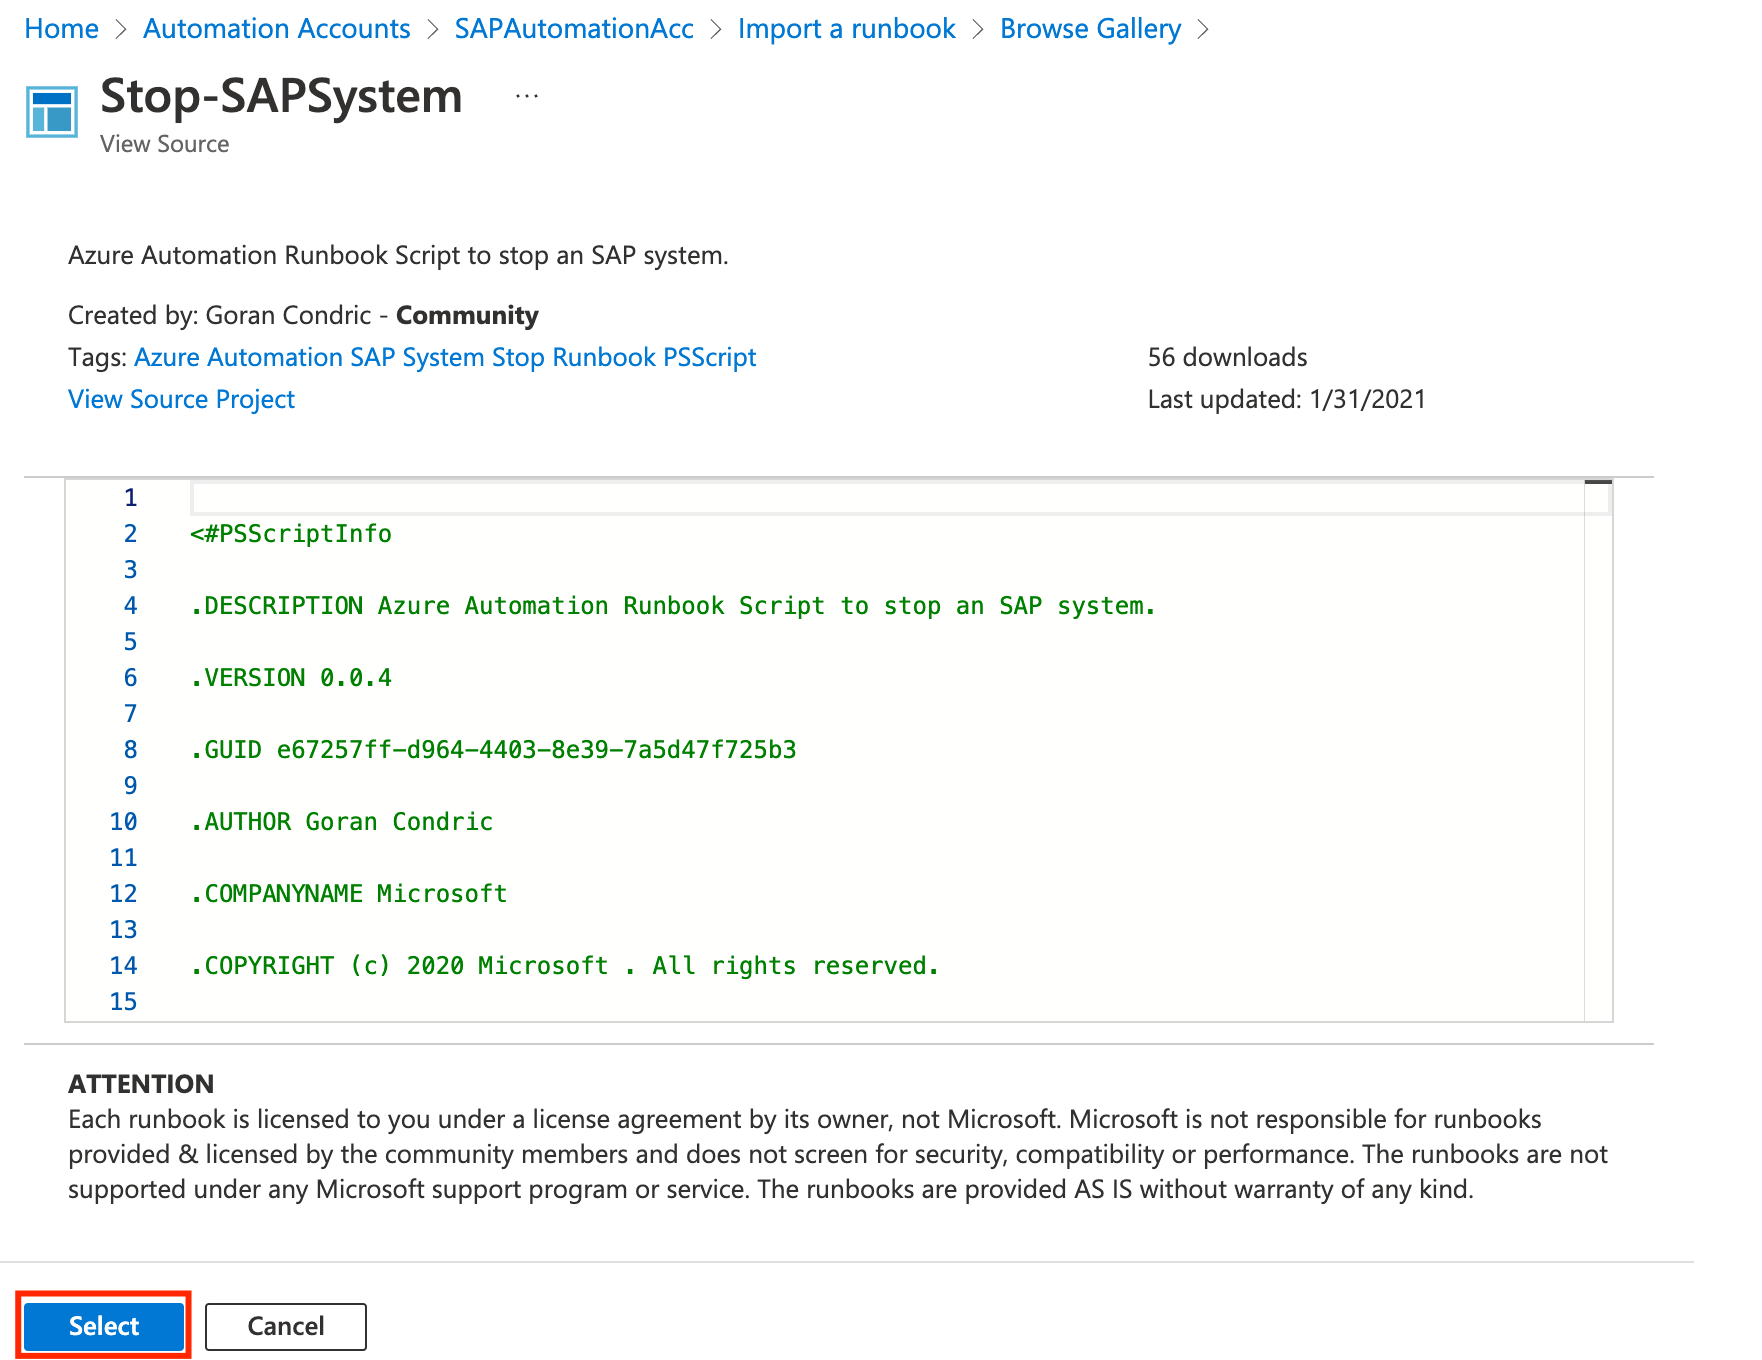 Home > Automation Accounts > SAPAutomationAcc > Import a runbook > Browse Gallery >
Stop-SAPSystem ...
View Source
Azure Automation Runbook Script to stop an SAP system.
Created by: Goran Condric - Community
Tags: Azure Automation SAP System Stop Runbook PSScript
56 downloads
View Source Project
Last updated: 1/31/2021
1
2 <#PSScriptInfo
3
4 .DESCRIPTION Azure Automation Runbook Script to stop an SAP system.
5
6 .VERSION 0.0.4
7
8 .GUID e67257ff-d964-4403-8e39-7a5d47f725b3
9
10 .AUTHOR Goran Condric
11
12 .COMPANYNAME Microsoft
13
14 .COPYRIGHT (c) 2020 Microsoft . All rights reserved.
15
ATTENTION
Each runbook is licensed to you under a license agreement by its owner, not Microsoft. Microsoft is not responsible for runbooks
provided & licensed by the community members and does not screen for security, compatibility or performance. The runbooks are not
supported under any Microsoft support program or service. The runbooks are provided AS IS without warranty of any kind.
Select Cancel